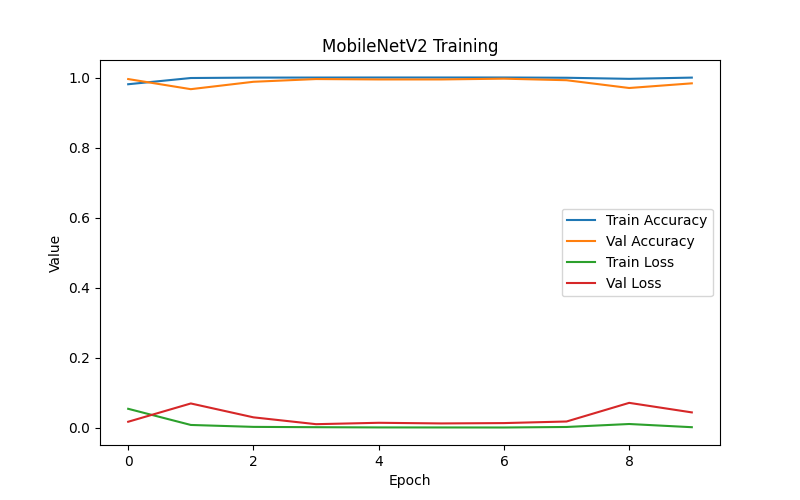 MobileNetV2 Training
Value
1.0
0.8
0.6
0.4
0.2
0.0
Train Accuracy
Val Accuracy
Train Loss
Val Loss
0 2 4 6 8
Epoch